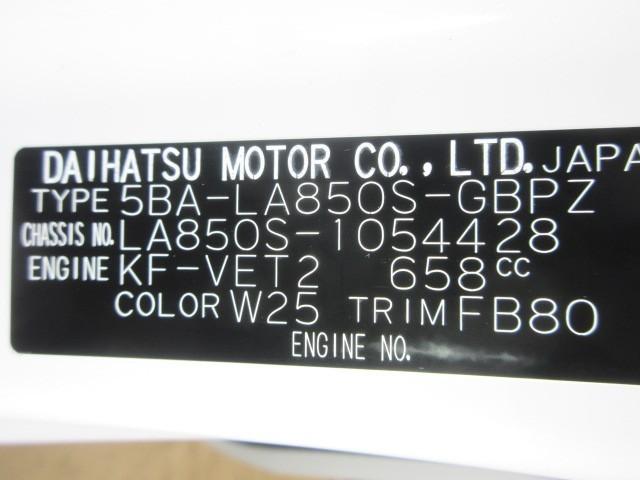 DAIHATSU MOTOR CO., LTD. JAPA
TYPE 5BA-LA850S-GBPZ
CHASSIS NO. LA850S-1054428
ENGINE KF-VET2 658cc
COLOR W25 TRIM FB80
ENGINE NO.